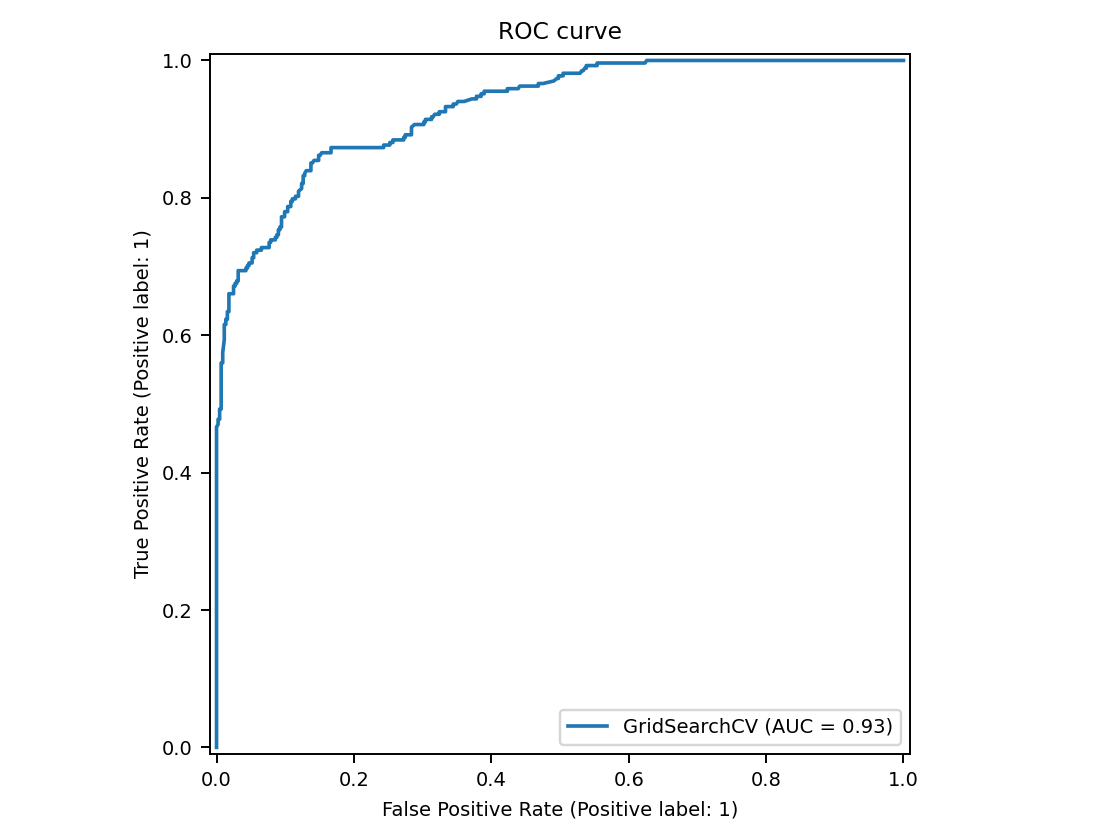 ROC curve
1.0
0.8
0.6
0.4
0.2
0.0
True Positive Rate (Positive label: 1)
GridSearchCV (AUC = 0.93)
0.0 0.2 0.4 0.6 0.8 1.0
False Positive Rate (Positive label: 1)